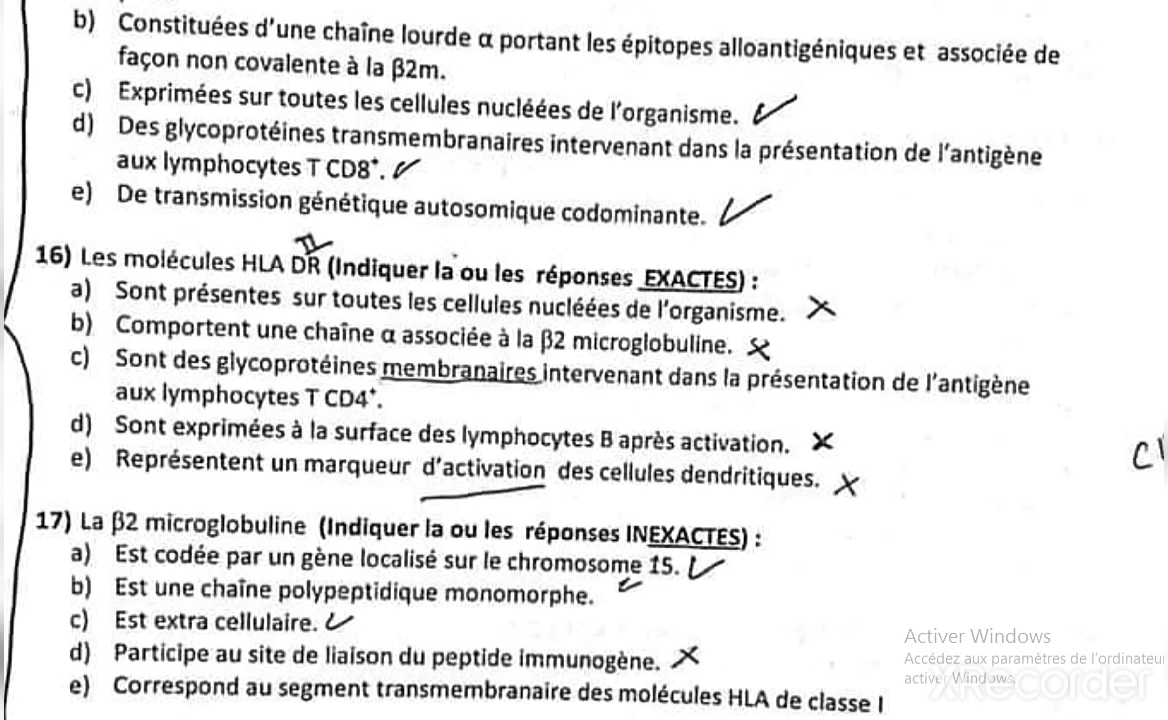 b) Constituées d'une chaîne lourde α portant les épitopes alloantigéniques et associée de
façon non covalente à la β2m.
c) Exprimées sur toutes les cellules nucléées de l'organisme.
d) Des glycoprotéines transmembranaires intervenant dans la présentation de l'antigène
aux lymphocytes T CD8⁺.
e) De transmission génétique autosomique codominante.
II
16) Les molécules HLA DR (Indiquer la ou les réponses EXACTES) :
a) Sont présentes sur toutes les cellules nucléées de l'organisme.
b) Comportent une chaîne α associée à la β2 microglobuline.
c) Sont des glycoprotéines membranaires intervenant dans la présentation de l'antigène
aux lymphocytes T CD4⁺.
d) Sont exprimées à la surface des lymphocytes B après activation.
e) Représentent un marqueur d'activation des cellules dendritiques.
17) La β2 microglobuline (Indiquer la ou les réponses INEXACTES) :
a) Est codée par un gène localisé sur le chromosome 15.
b) Est une chaîne polypeptidique monomorphe.
c) Est extra cellulaire.
d) Participe au site de liaison du peptide immunogène.
e) Correspond au segment transmembranaire des molécules HLA de classe I
Activer Windows
Accédez aux paramètres de l'ordinateur
activer Windows.
XRecorder